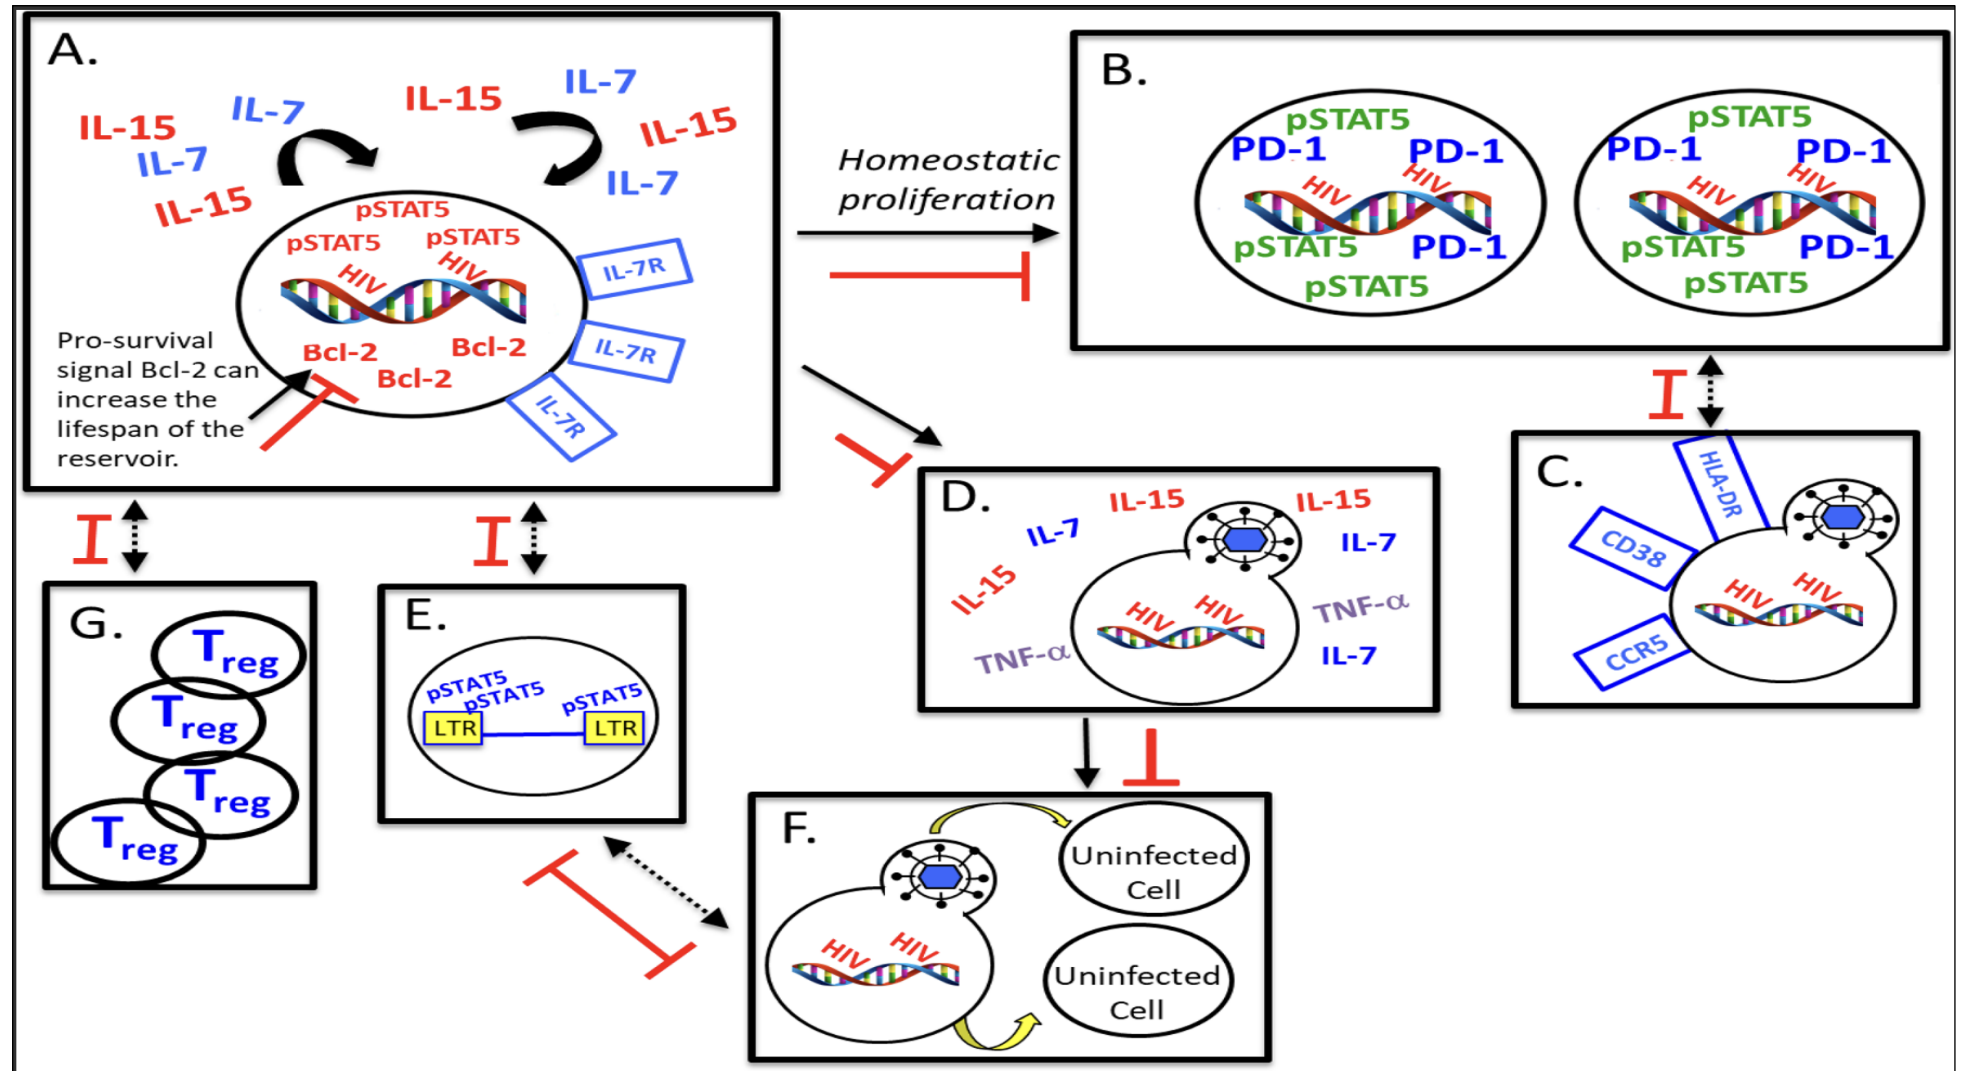 A.
IL-15
IL-7
IL-15
IL-7
IL-15
IL-7
IL-15
IL-7
pSTAT5
pSTAT5
pSTAT5
HIV
HIV
Bcl-2
Bcl-2
Bcl-2
IL-7R
IL-7R
IL-7R
Pro-survival
signal Bcl-2 can
increase the
lifespan of the
reservoir.
Homeostatic
proliferation
B.
pSTAT5
PD-1
PD-1
HIV
HIV
pSTAT5
PD-1
pSTAT5
pSTAT5
PD-1
PD-1
HIV
HIV
pSTAT5
PD-1
pSTAT5
C.
HLA-DR
CD38
CCR5
HIV
HIV
D.
IL-15
IL-15
IL-7
IL-7
IL-15
TNF-α
TNF-α
IL-7
HIV
HIV
E.
pSTAT5
pSTAT5
pSTAT5
LTR
LTR
F.
HIV
HIV
Uninfected
Cell
Uninfected
Cell
G.
Treg
Treg
Treg
Treg